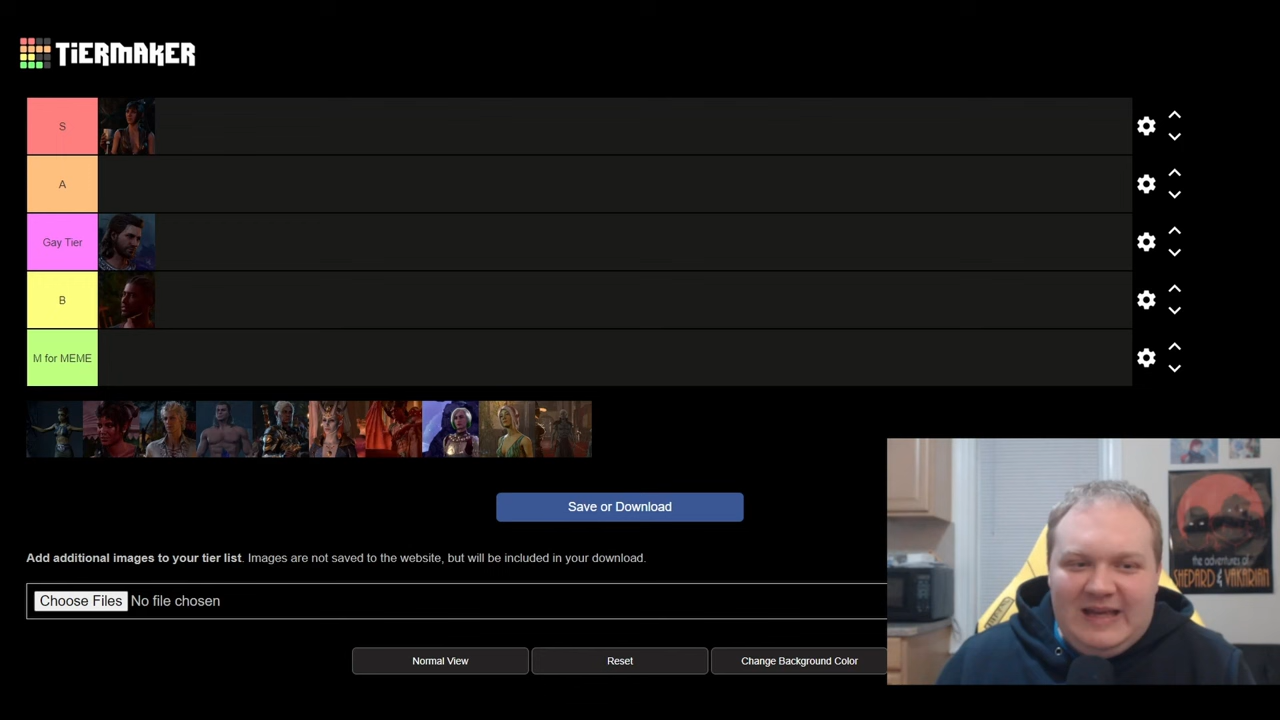 TiERMAKER
S
A
Gay Tier
B
M for MEME
Save or Download
Add additional images to your tier list. Images are not saved to the website, but will be included in your download.
Choose Files No file chosen
Normal View
Reset
Change Background Color
the adventures of
SHEPARD & VAKARIAN